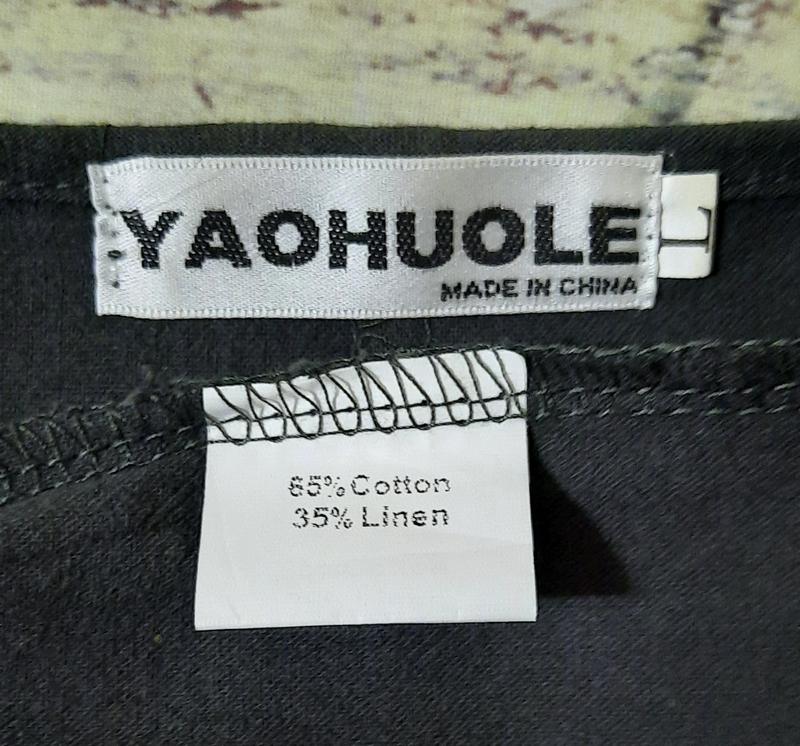 YAOHUOLE
MADE IN CHINA
L
65% Cotton
35% Linen